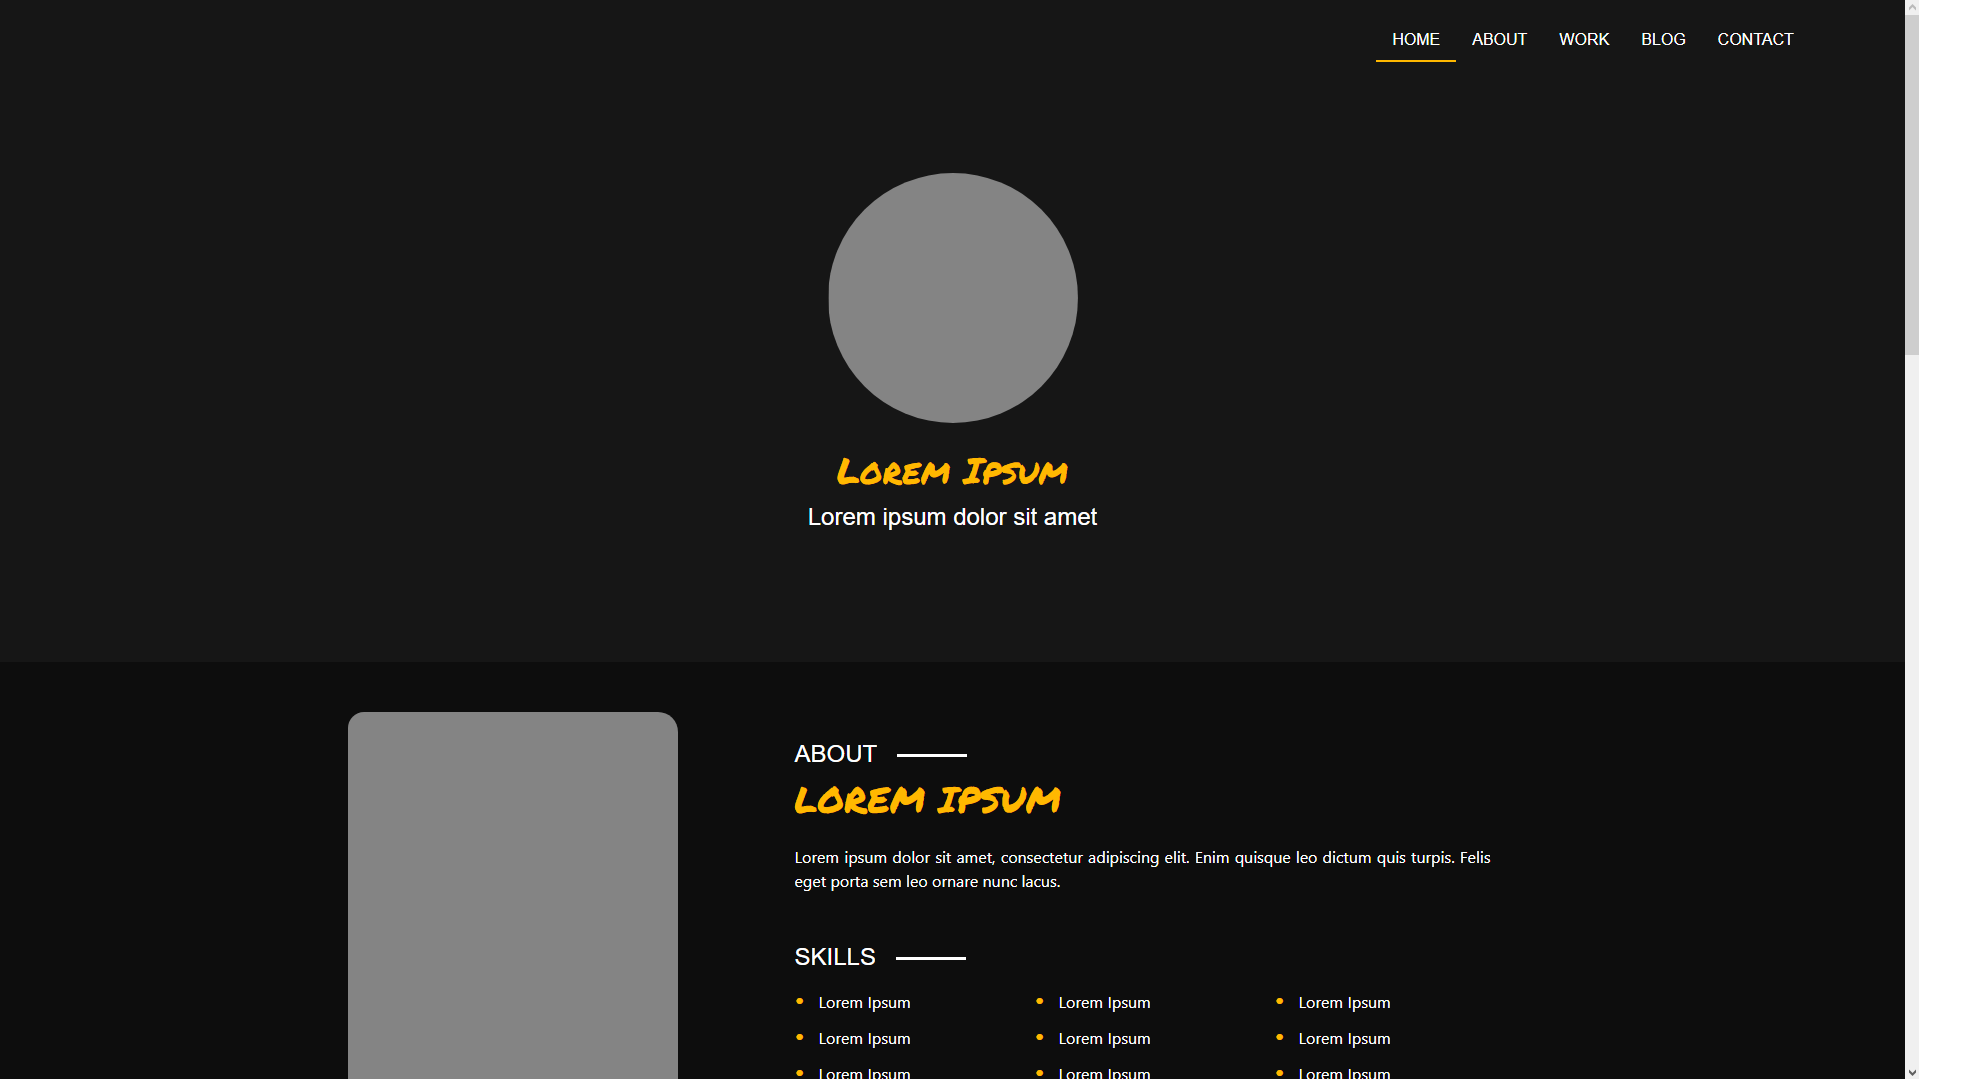 HOME ABOUT WORK BLOG CONTACT
Lorem Ipsum
Lorem ipsum dolor sit amet
ABOUT
LOREM IPSUM
Lorem ipsum dolor sit amet, consectetur adipiscing elit. Enim quisque leo dictum quis turpis. Felis
eget porta sem leo ornare nunc lacus.
SKILLS
• Lorem Ipsum • Lorem Ipsum • Lorem Ipsum
• Lorem Ipsum • Lorem Ipsum • Lorem Ipsum
• Lorem Ipsum • Lorem Ipsum • Lorem Ipsum